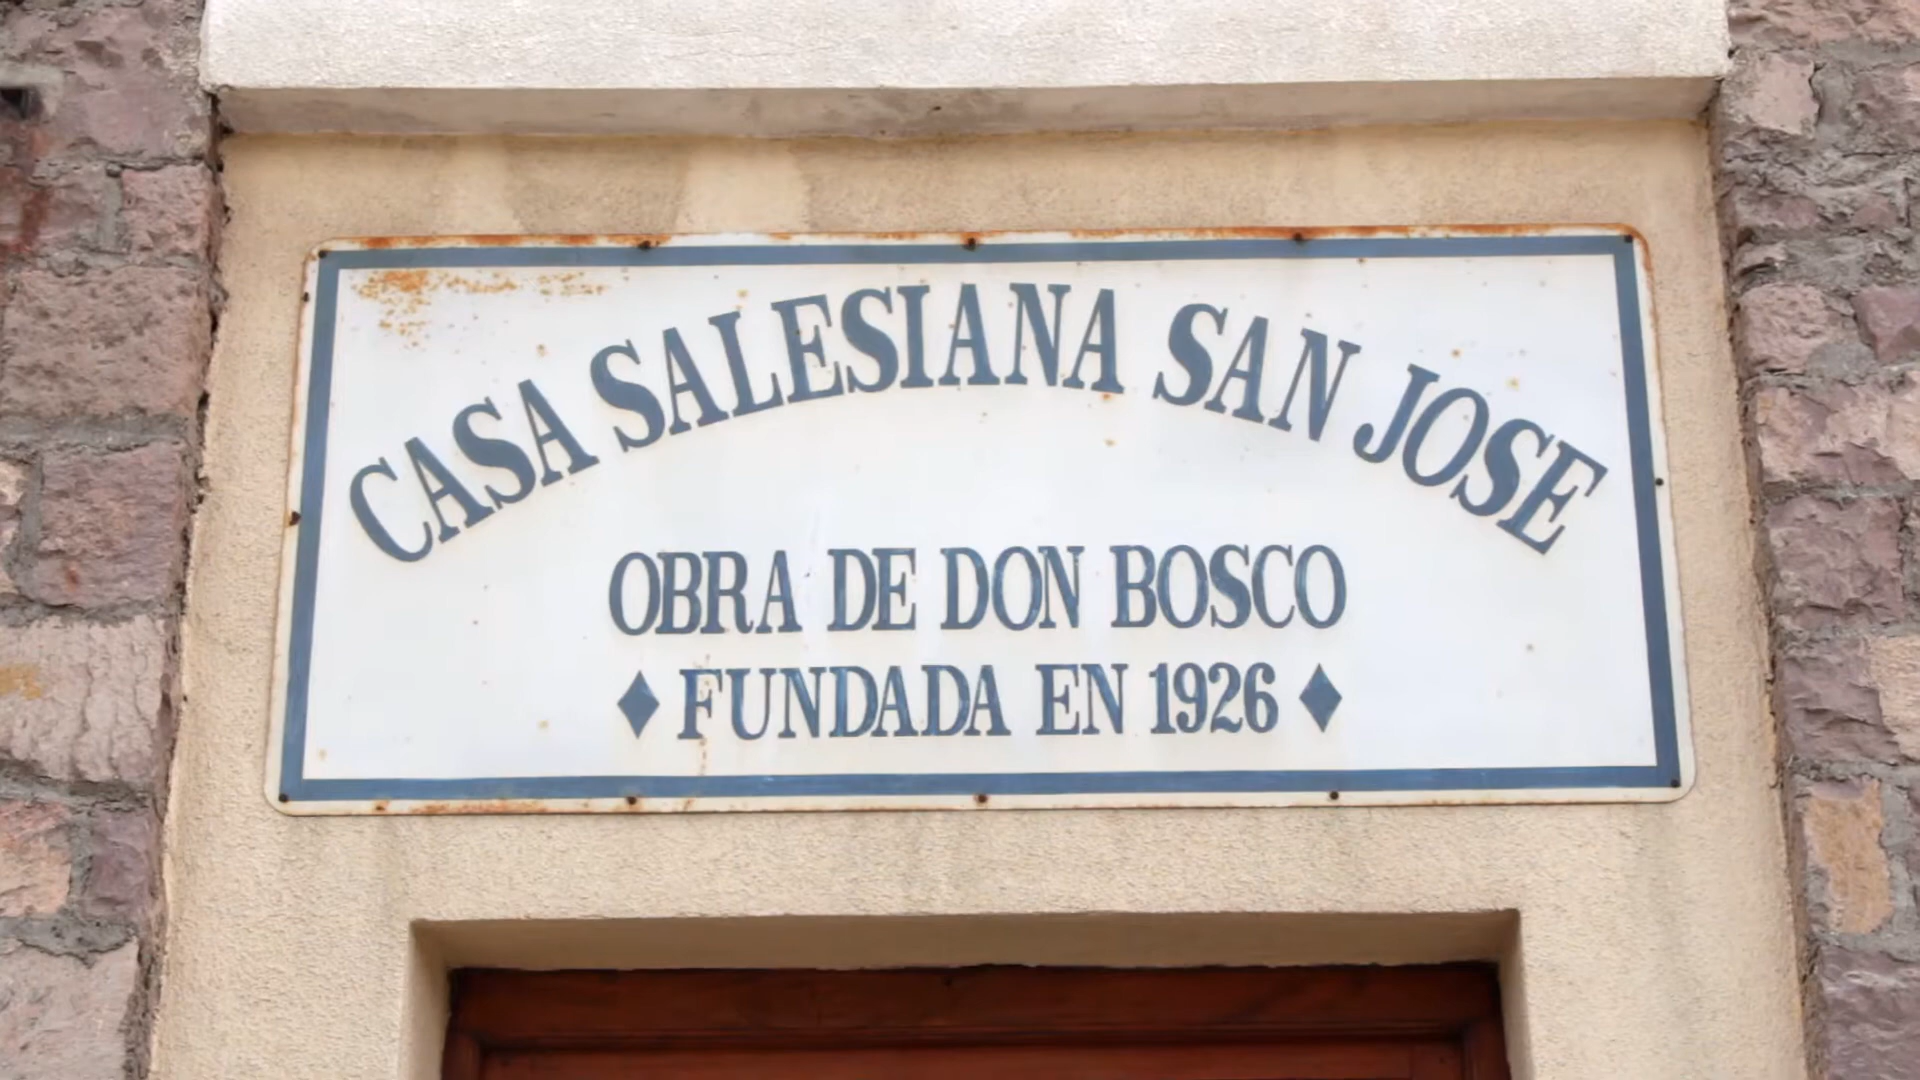 CASA SALESIANA SAN JOSE
OBRA DE DON BOSCO
♦ FUNDADA EN 1926 ♦